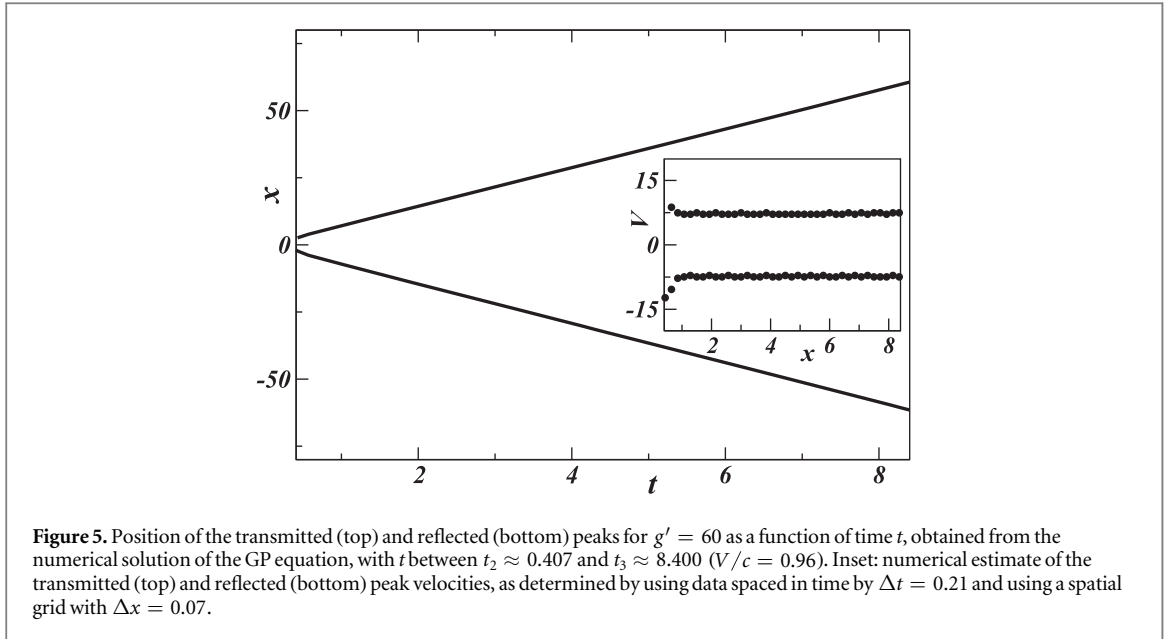 50
x
0
-50
2
4
6
8
t
15
V
0
-15
2
4
x
6
8
Figure 5. Position of the transmitted (top) and reflected (bottom) peaks for g′ = 60 as a function of time t, obtained from the
numerical solution of the GP equation, with t between t₂ ≈ 0.407 and t₃ ≈ 8.400 (V/c = 0.96). Inset: numerical estimate of the
transmitted (top) and reflected (bottom) peak velocities, as determined by using data spaced in time by Δt = 0.21 and using a spatial
grid with Δx = 0.07.